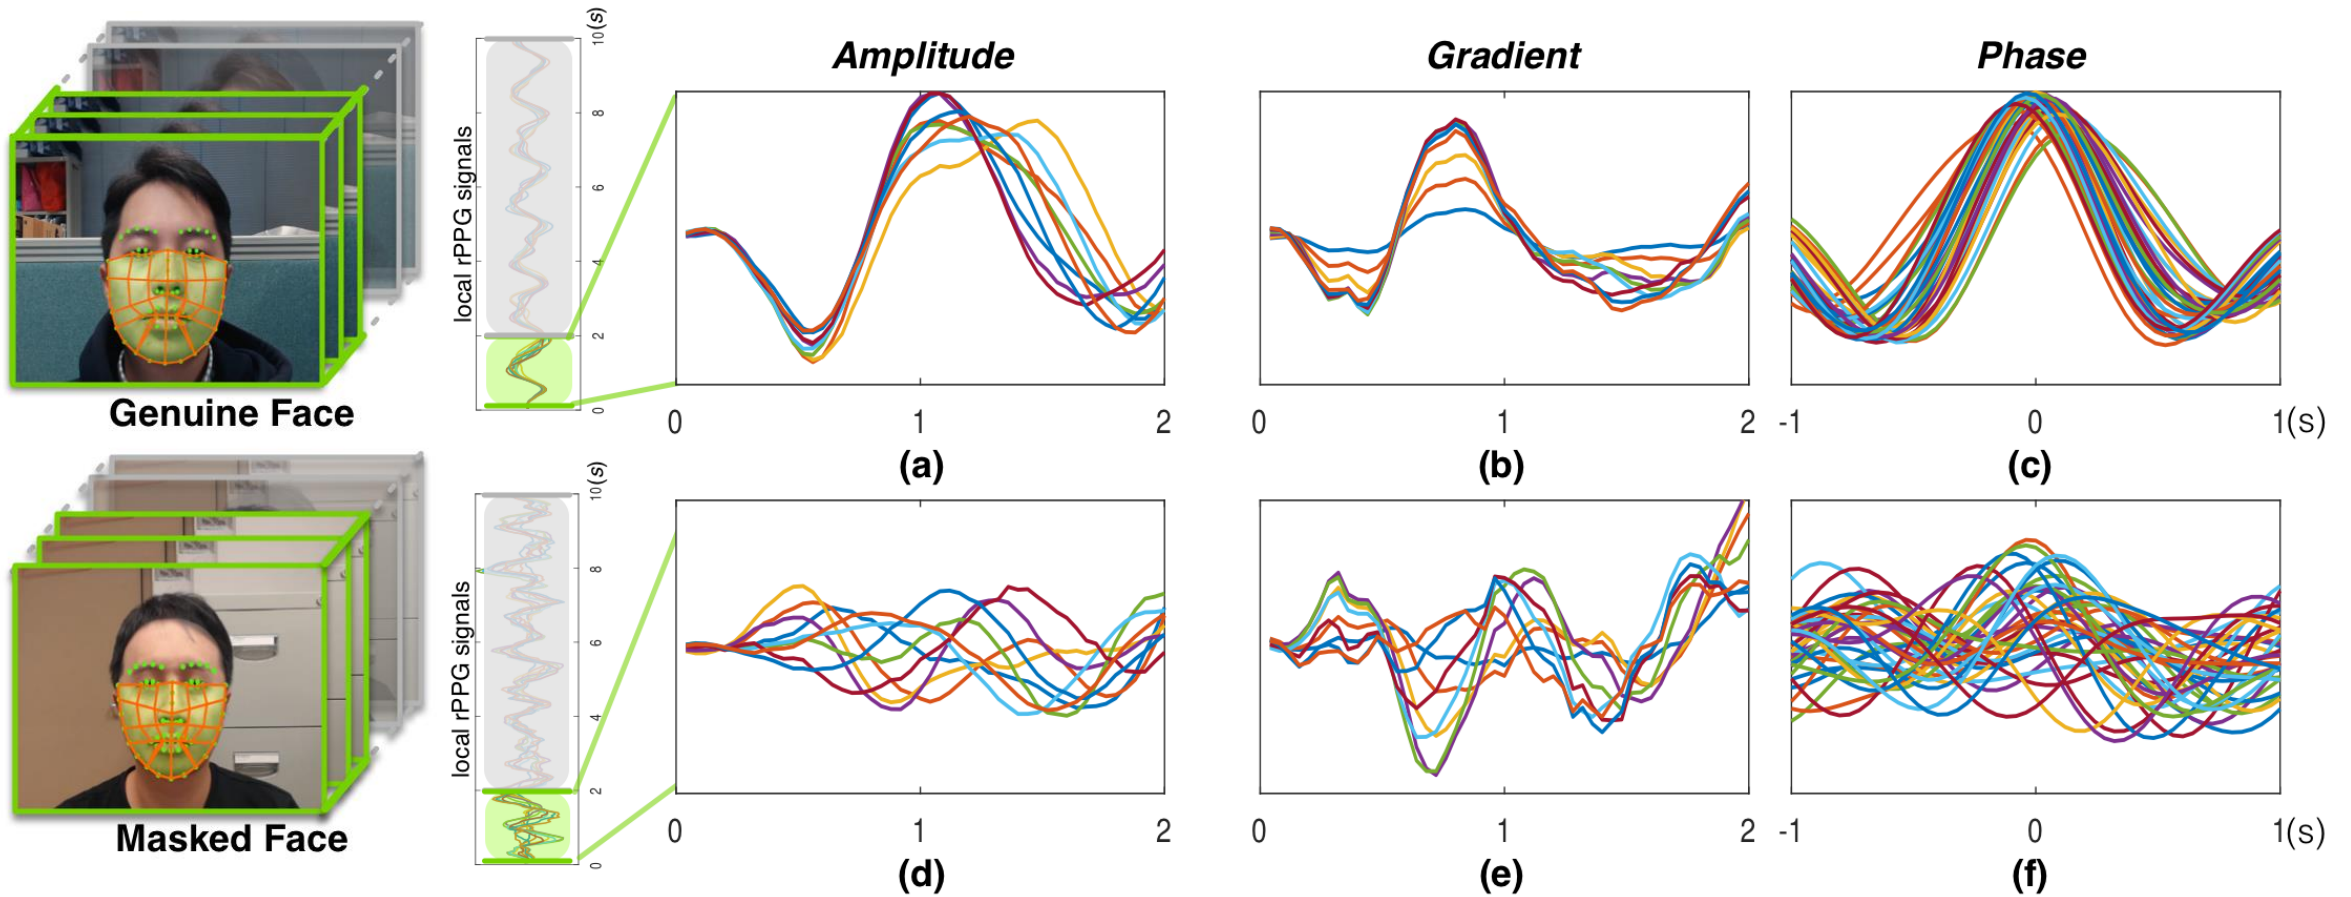 Amplitude
Gradient
Phase
local rPPG signals
0 2 4 6 8 10(s)
0 1 2
0 1 2
-1 0 1(s)
Genuine Face
(a)
(b)
(c)
local rPPG signals
0 2 4 6 8 10(s)
0 1 2
0 1 2
-1 0 1(s)
Masked Face
(d)
(e)
(f)